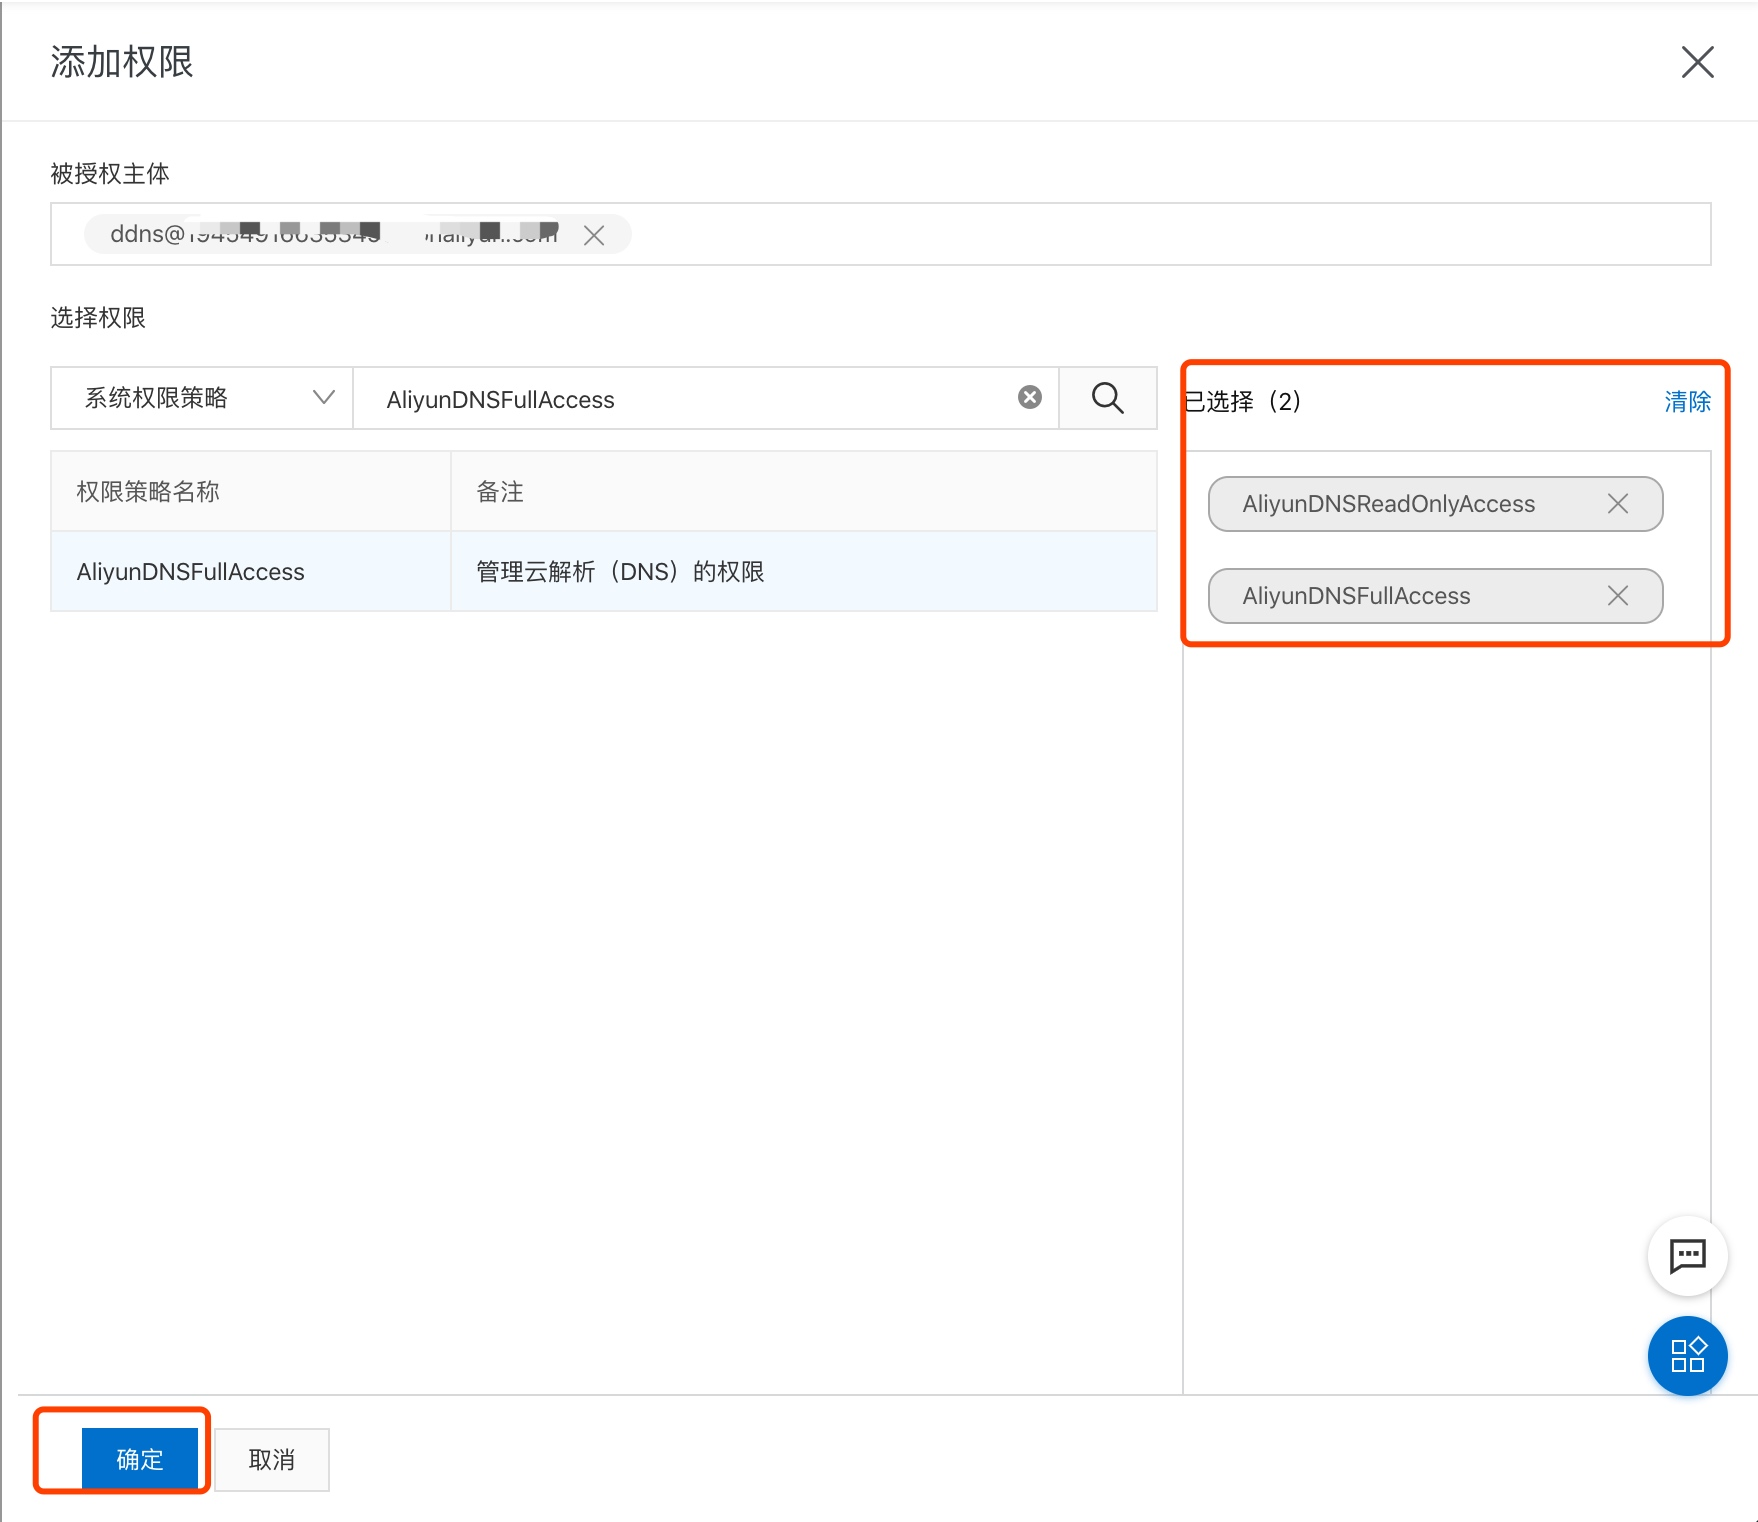 添加权限
被授权主体
ddns@
选择权限
系统权限策略
AliyunDNSFullAccess
已选择（2）
清除
权限策略名称
备注
AliyunDNSFullAccess
管理云解析（DNS）的权限
AliyunDNSReadOnlyAccess
AliyunDNSFullAccess
确定
取消